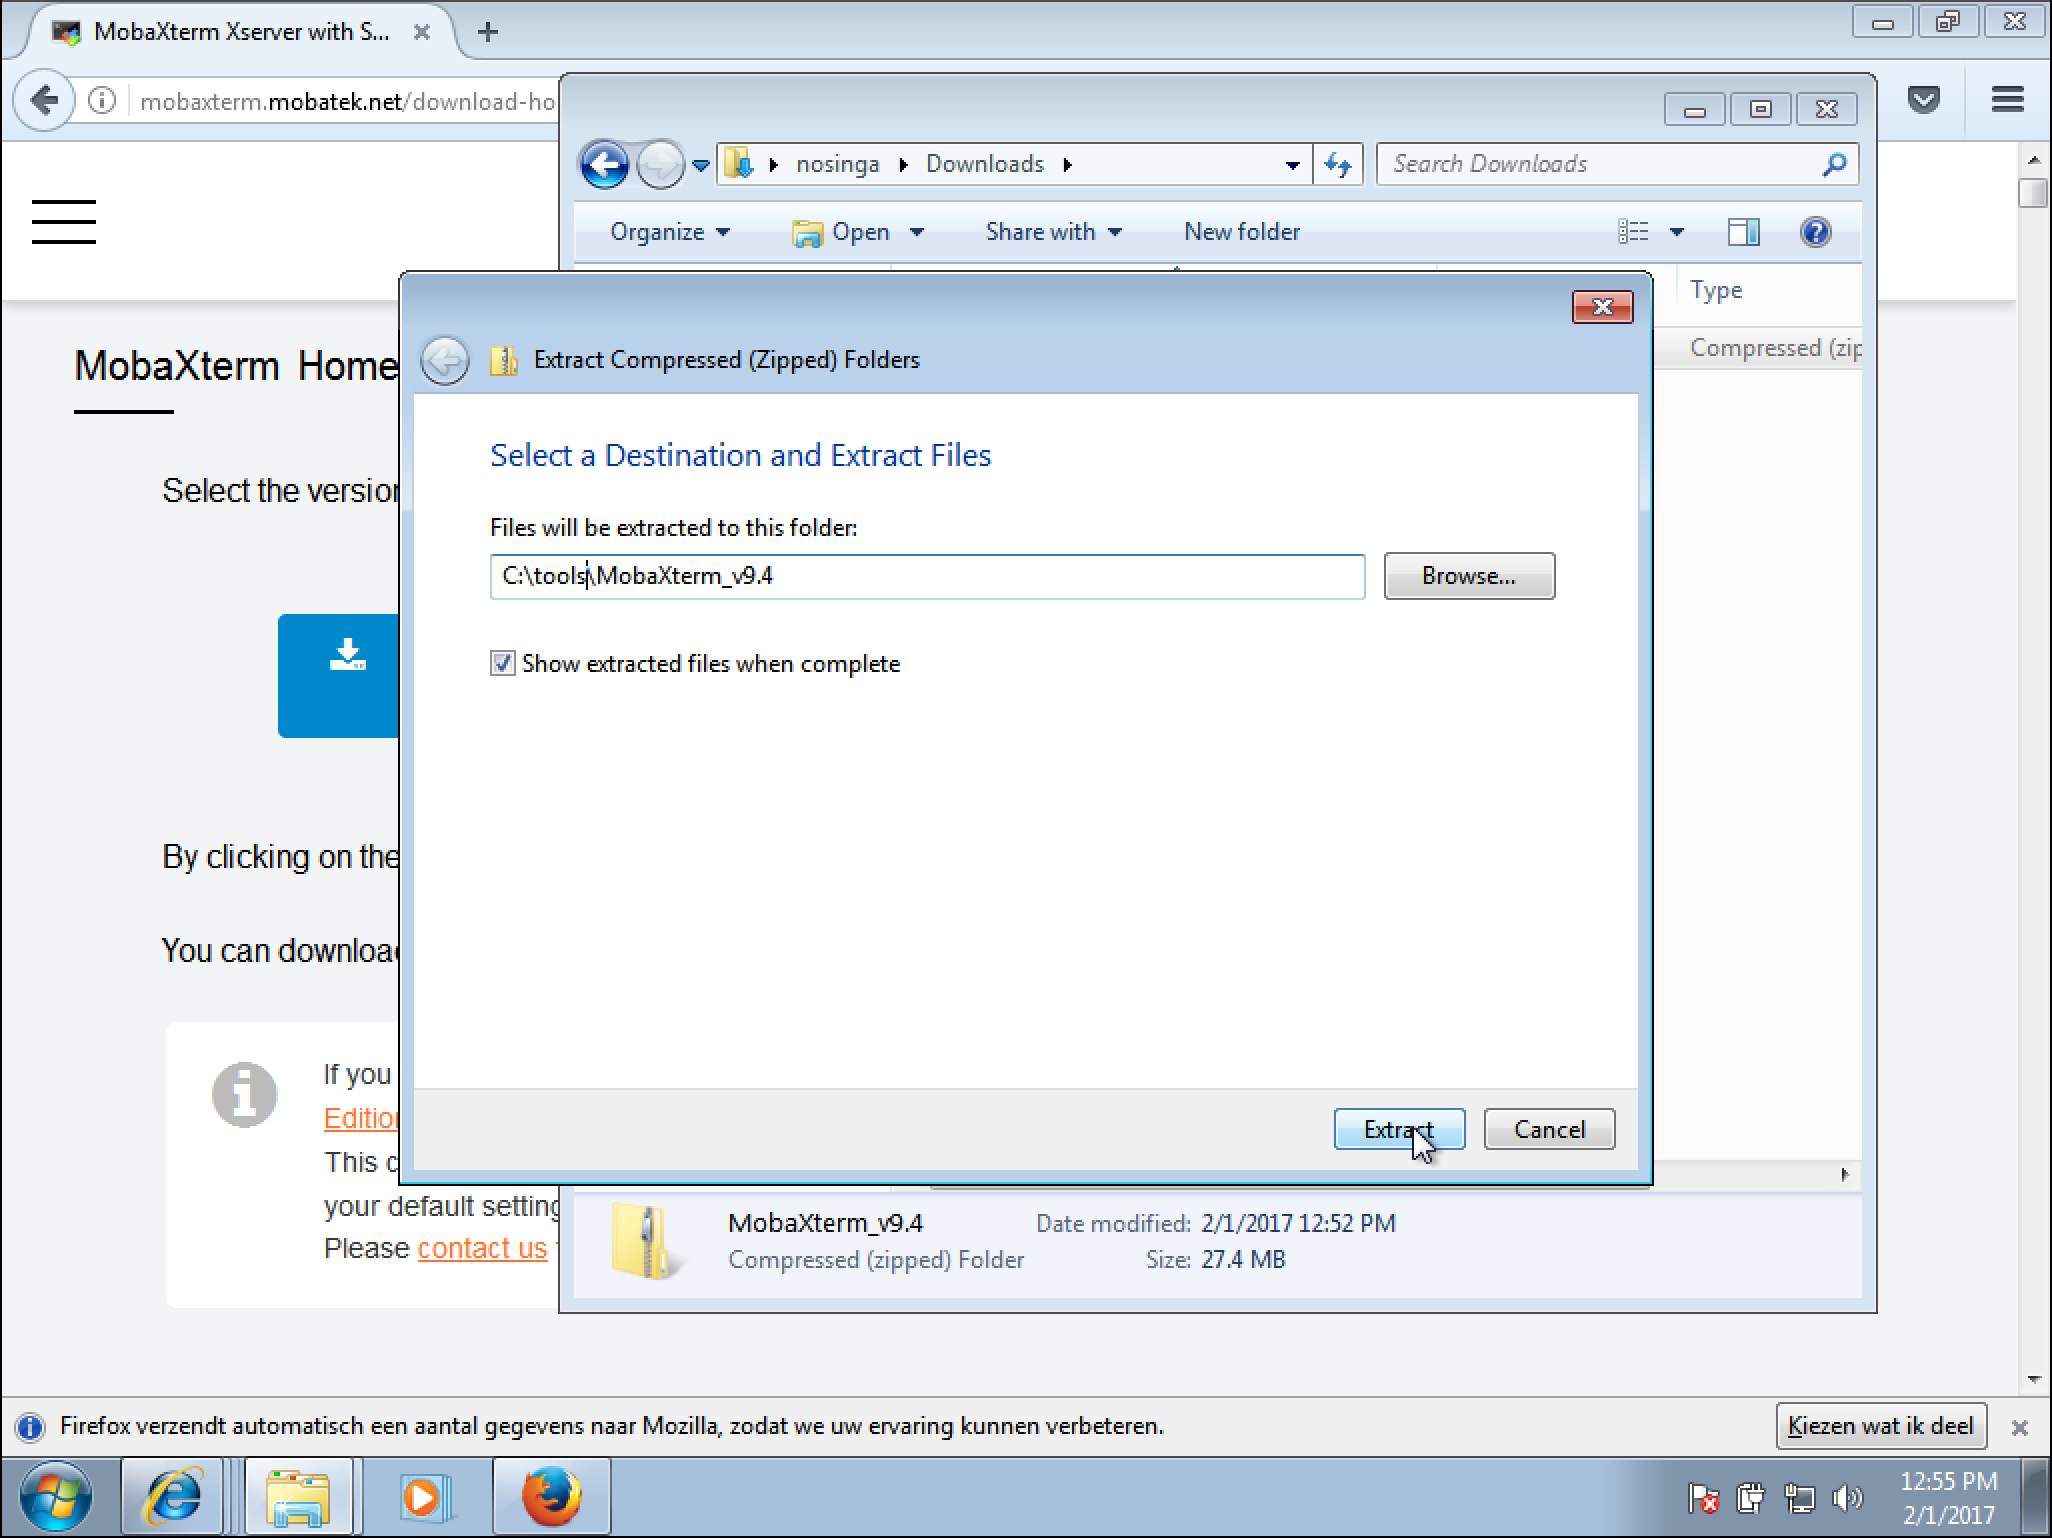 MobaXterm Xserver with S...
mobaxterm.mobatek.net/download-ho
nosinga Downloads
Search Downloads
Organize Open Share with New folder
Type
Compressed (zip
MobaXterm Home
Select the version
By clicking on the
You can download
If you
Edition
This c
your default setting
Please contact us
Extract Compressed (Zipped) Folders
Select a Destination and Extract Files
Files will be extracted to this folder:
C:\tools\MobaXterm_v9.4
Browse...
Show extracted files when complete
Extract Cancel
MobaXterm_v9.4 Date modified: 2/1/2017 12:52 PM
Compressed (zipped) Folder Size: 27.4 MB
Firefox verzendt automatisch een aantal gegevens naar Mozilla, zodat we uw ervaring kunnen verbeteren.
Kiezen wat ik deel
12:55 PM
2/1/2017